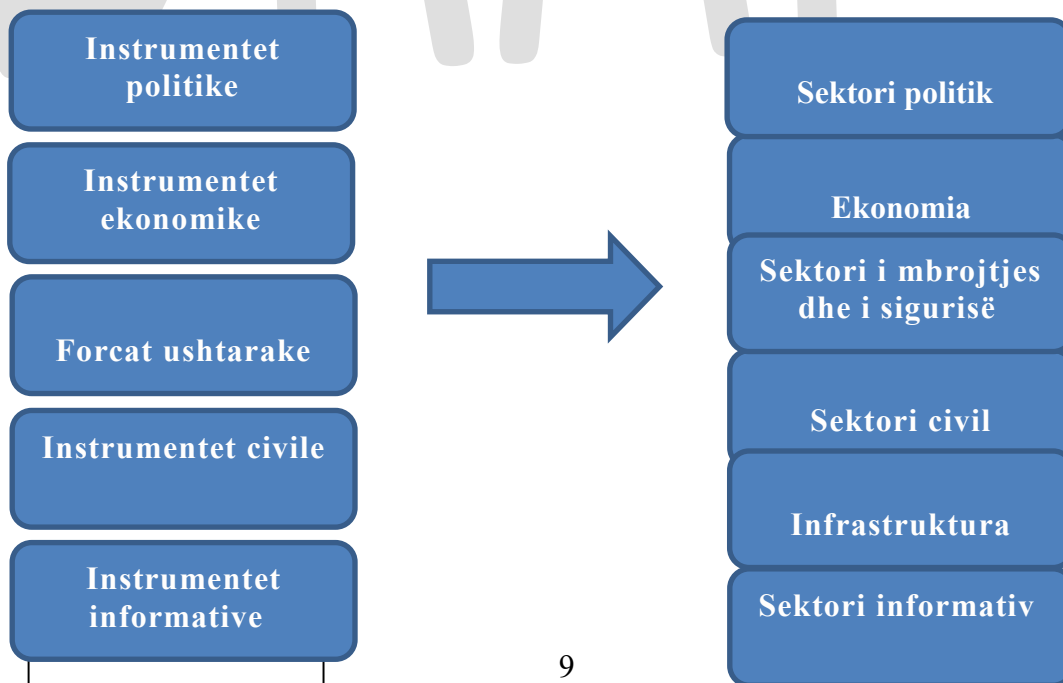 Instrumentet
politike
Instrumentet
ekonomike
Forcat ushtarake
Instrumentet civile
Instrumentet
informative
Sektori politik
Ekonomia
Sektori i mbrojtjes
dhe i sigurisë
Sektori civil
Infrastruktura
Sektori informativ
9